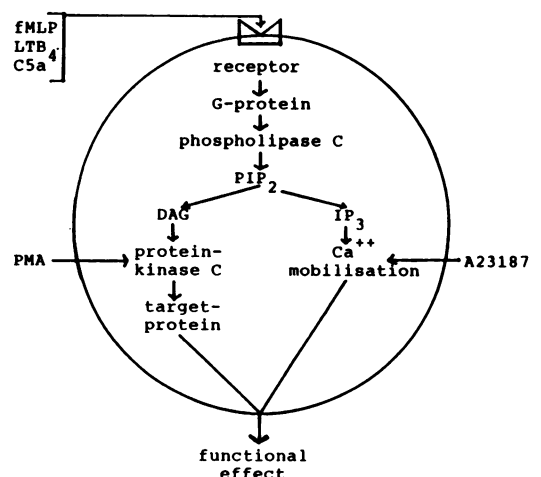 fMLP
LTB4
C5a
receptor
G-protein
phospholipase C
PIP2
DAG
IP3
protein-
kinase C
Ca++
mobilisation
PMA
A23187
target-
protein
functional
effect